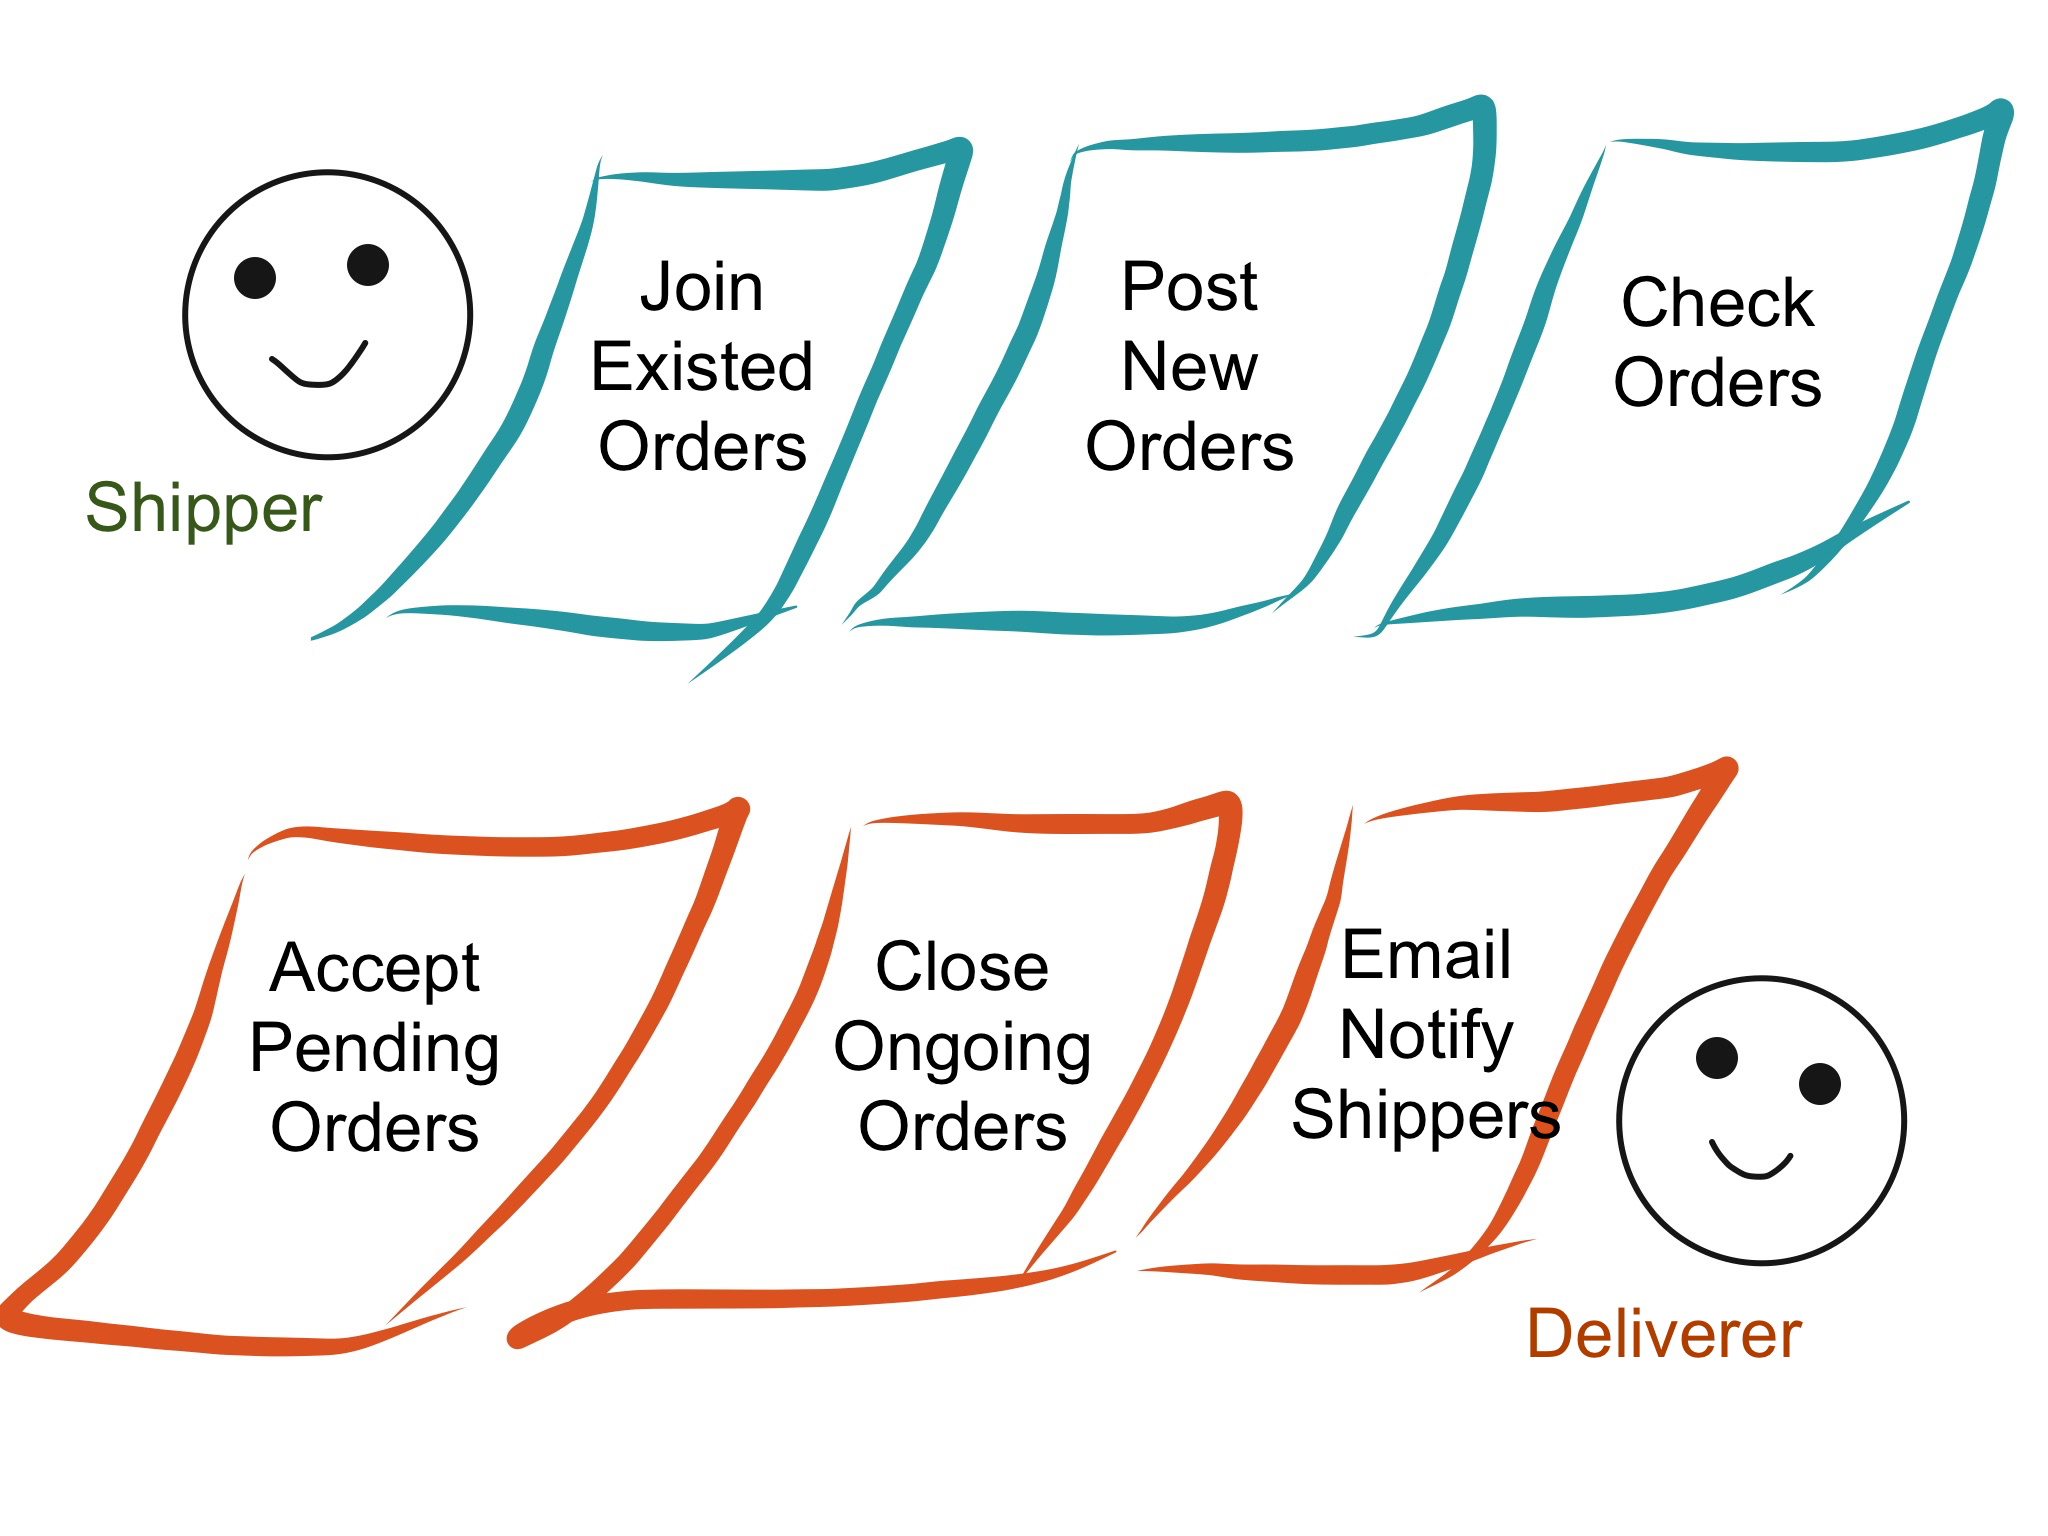 Shipper
Join
Existed
Orders
Post
New
Orders
Check
Orders
Accept
Pending
Orders
Close
Ongoing
Orders
Email
Notify
Shippers
Deliverer